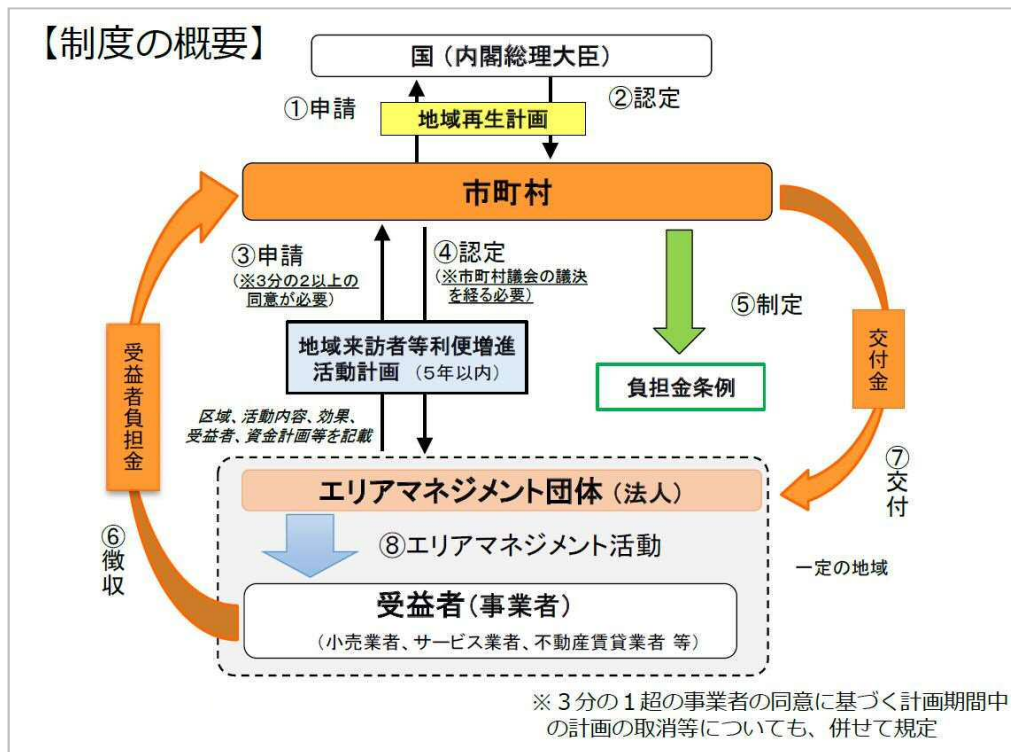 【制度の概要】
国(内閣総理大臣)
①申請
②認定
地域再生計画
市町村
③申請
(※3分の2以上の
同意が必要)
④認定
(※市町村議会の議決
を経る必要)
⑤制定
地域来訪者等利便増進
活動計画 (5年以内)
負担金条例
受益者負担金
交付金
区域、活動内容、効果、
受益者、資金計画等を記載
エリアマネジメント団体(法人)
⑦交付
⑥徴収
⑧エリアマネジメント活動
一定の地域
受益者(事業者)
(小売業者、サービス業者、不動産賃貸業者 等)
※3分の1超の事業者の同意に基づく計画期間中
の計画の取消等についても、併せて規定